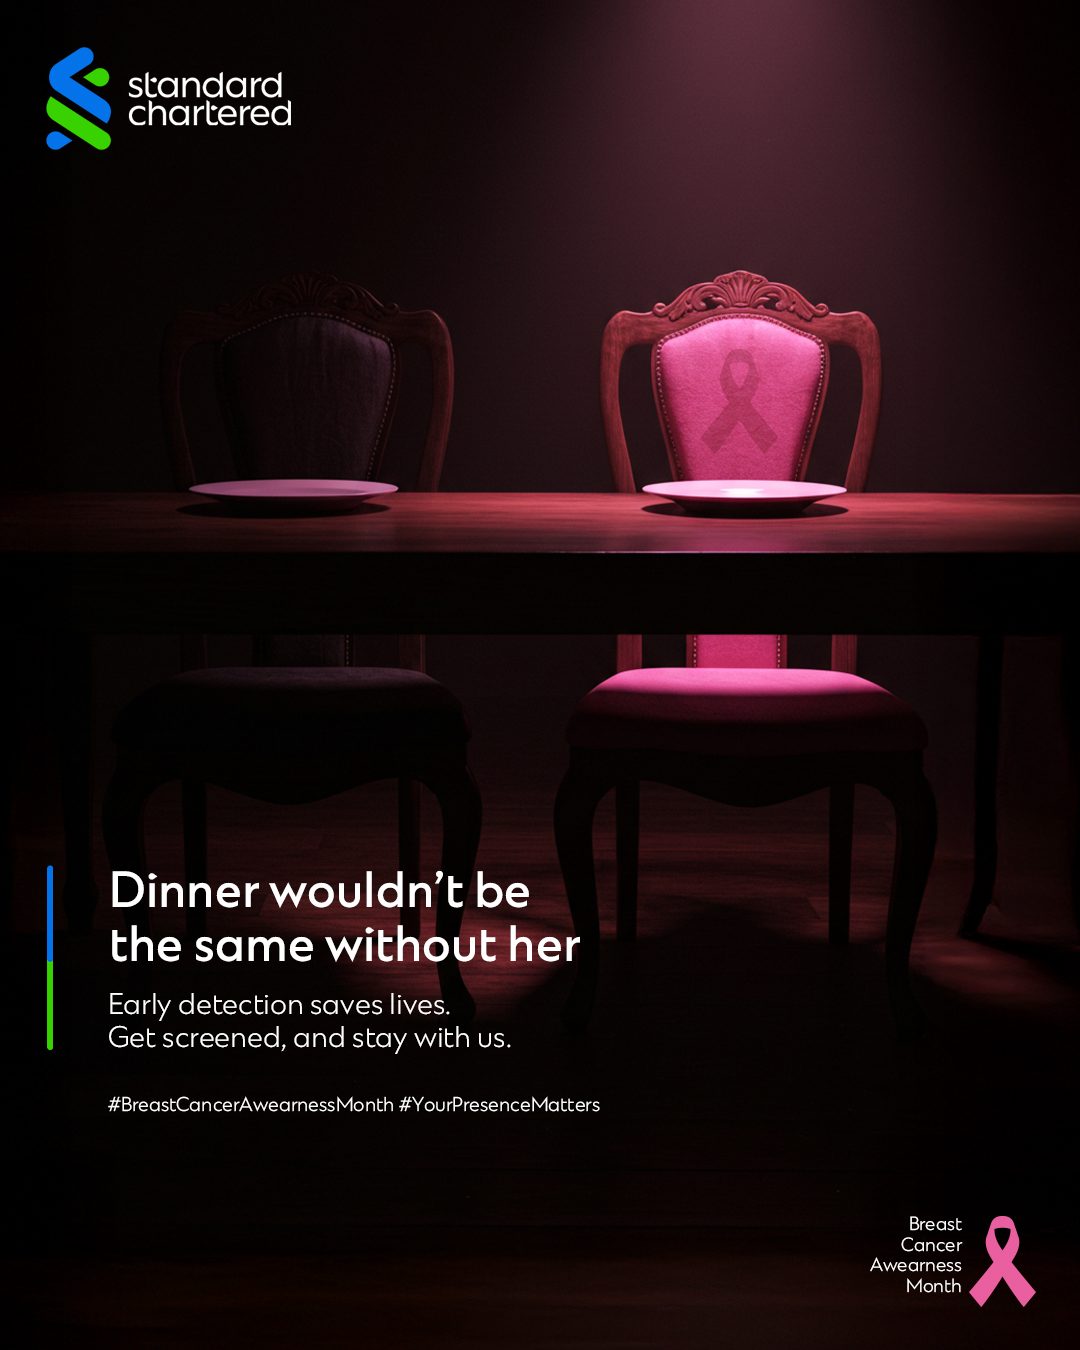 standard
chartered
Dinner wouldn't be
the same without her
Early detection saves lives.
Get screened, and stay with us.
#BreastCancerAwearnessMonth #YourPresenceMatters
Breast
Cancer
Awearness
Month